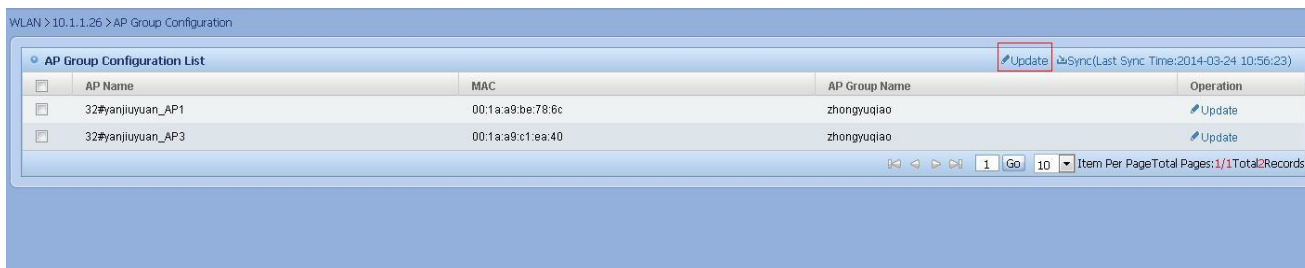 WLAN > 10.1.1.26 > AP Group Configuration
AP Group Configuration List Update Sync(Last Sync Time:2014-03-24 10:56:23)
AP Name MAC AP Group Name Operation
32#yanjiuyuan_AP1 00:1a:a9:be:78:6c zhongyuqiao Update
32#yanjiuyuan_AP3 00:1a:a9:c1:ea:40 zhongyuqiao Update
1 Go 10 Item Per PageTotal Pages:1/1Total2Records